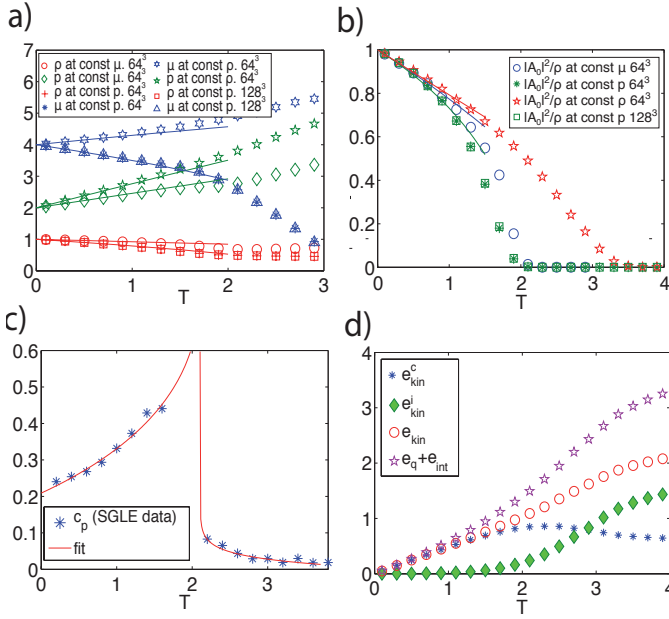 a)
7
6
5
4
3
2
1
0
0 1 2 3
T
ρ at const μ. 64³
ρ at const μ. 64³
ρ at const p. 64³
μ at const p. 64³
μ at const ρ. 64³
p at const ρ. 64³
ρ at const p. 128³
μ at const p. 128³
b)
1
0.8
0.6
0.4
0.2
0
0 1 2 3 4
T
|A₀|²/ρ at const μ 64³
|A₀|²/ρ at const p 64³
|A₀|²/ρ at const ρ 64³
|A₀|²/ρ at const p 128³
c)
0.6
0.5
0.4
0.3
0.2
0.1
0
0 1 2 3
T
cₚ (SGLE data)
fit
d)
4
3
2
1
0
0 1 2 3 4
T
e^c_kin
e^i_kin
e_kin
e_q+e_int